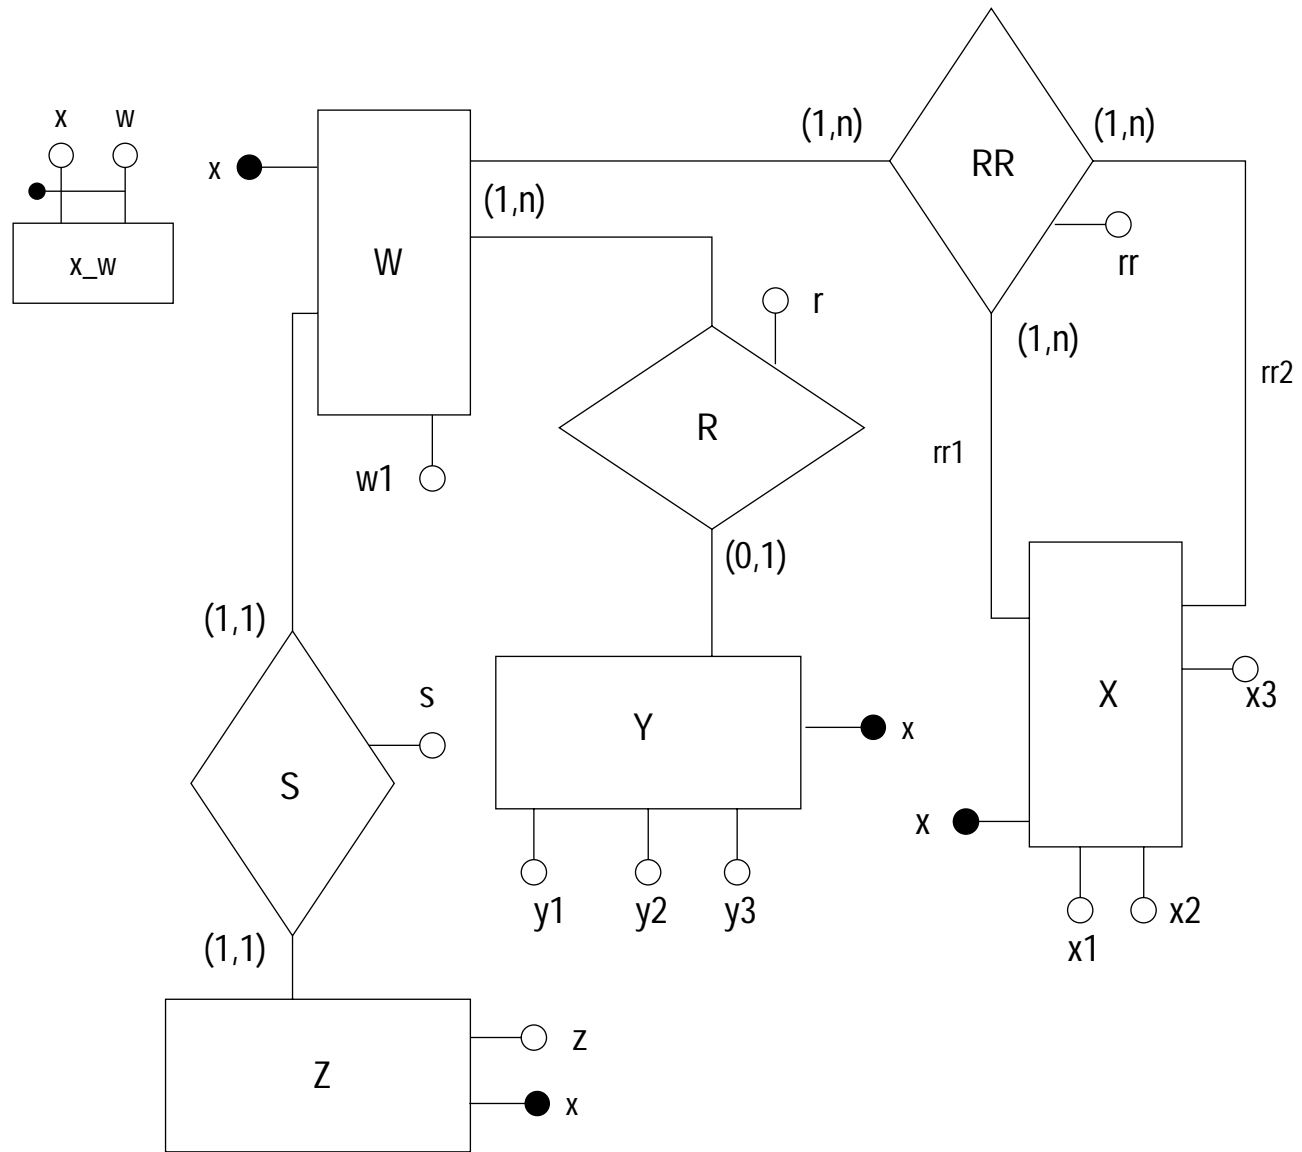 x w
x_w
x
W
(1,n)
w1
(1,n)
RR
(1,n)
rr
(1,n)
rr1
rr2
r
R
(0,1)
(1,1)
S
s
(1,1)
Y
x
y1 y2 y3
X
x3
x
x1
x2
Z
z
x